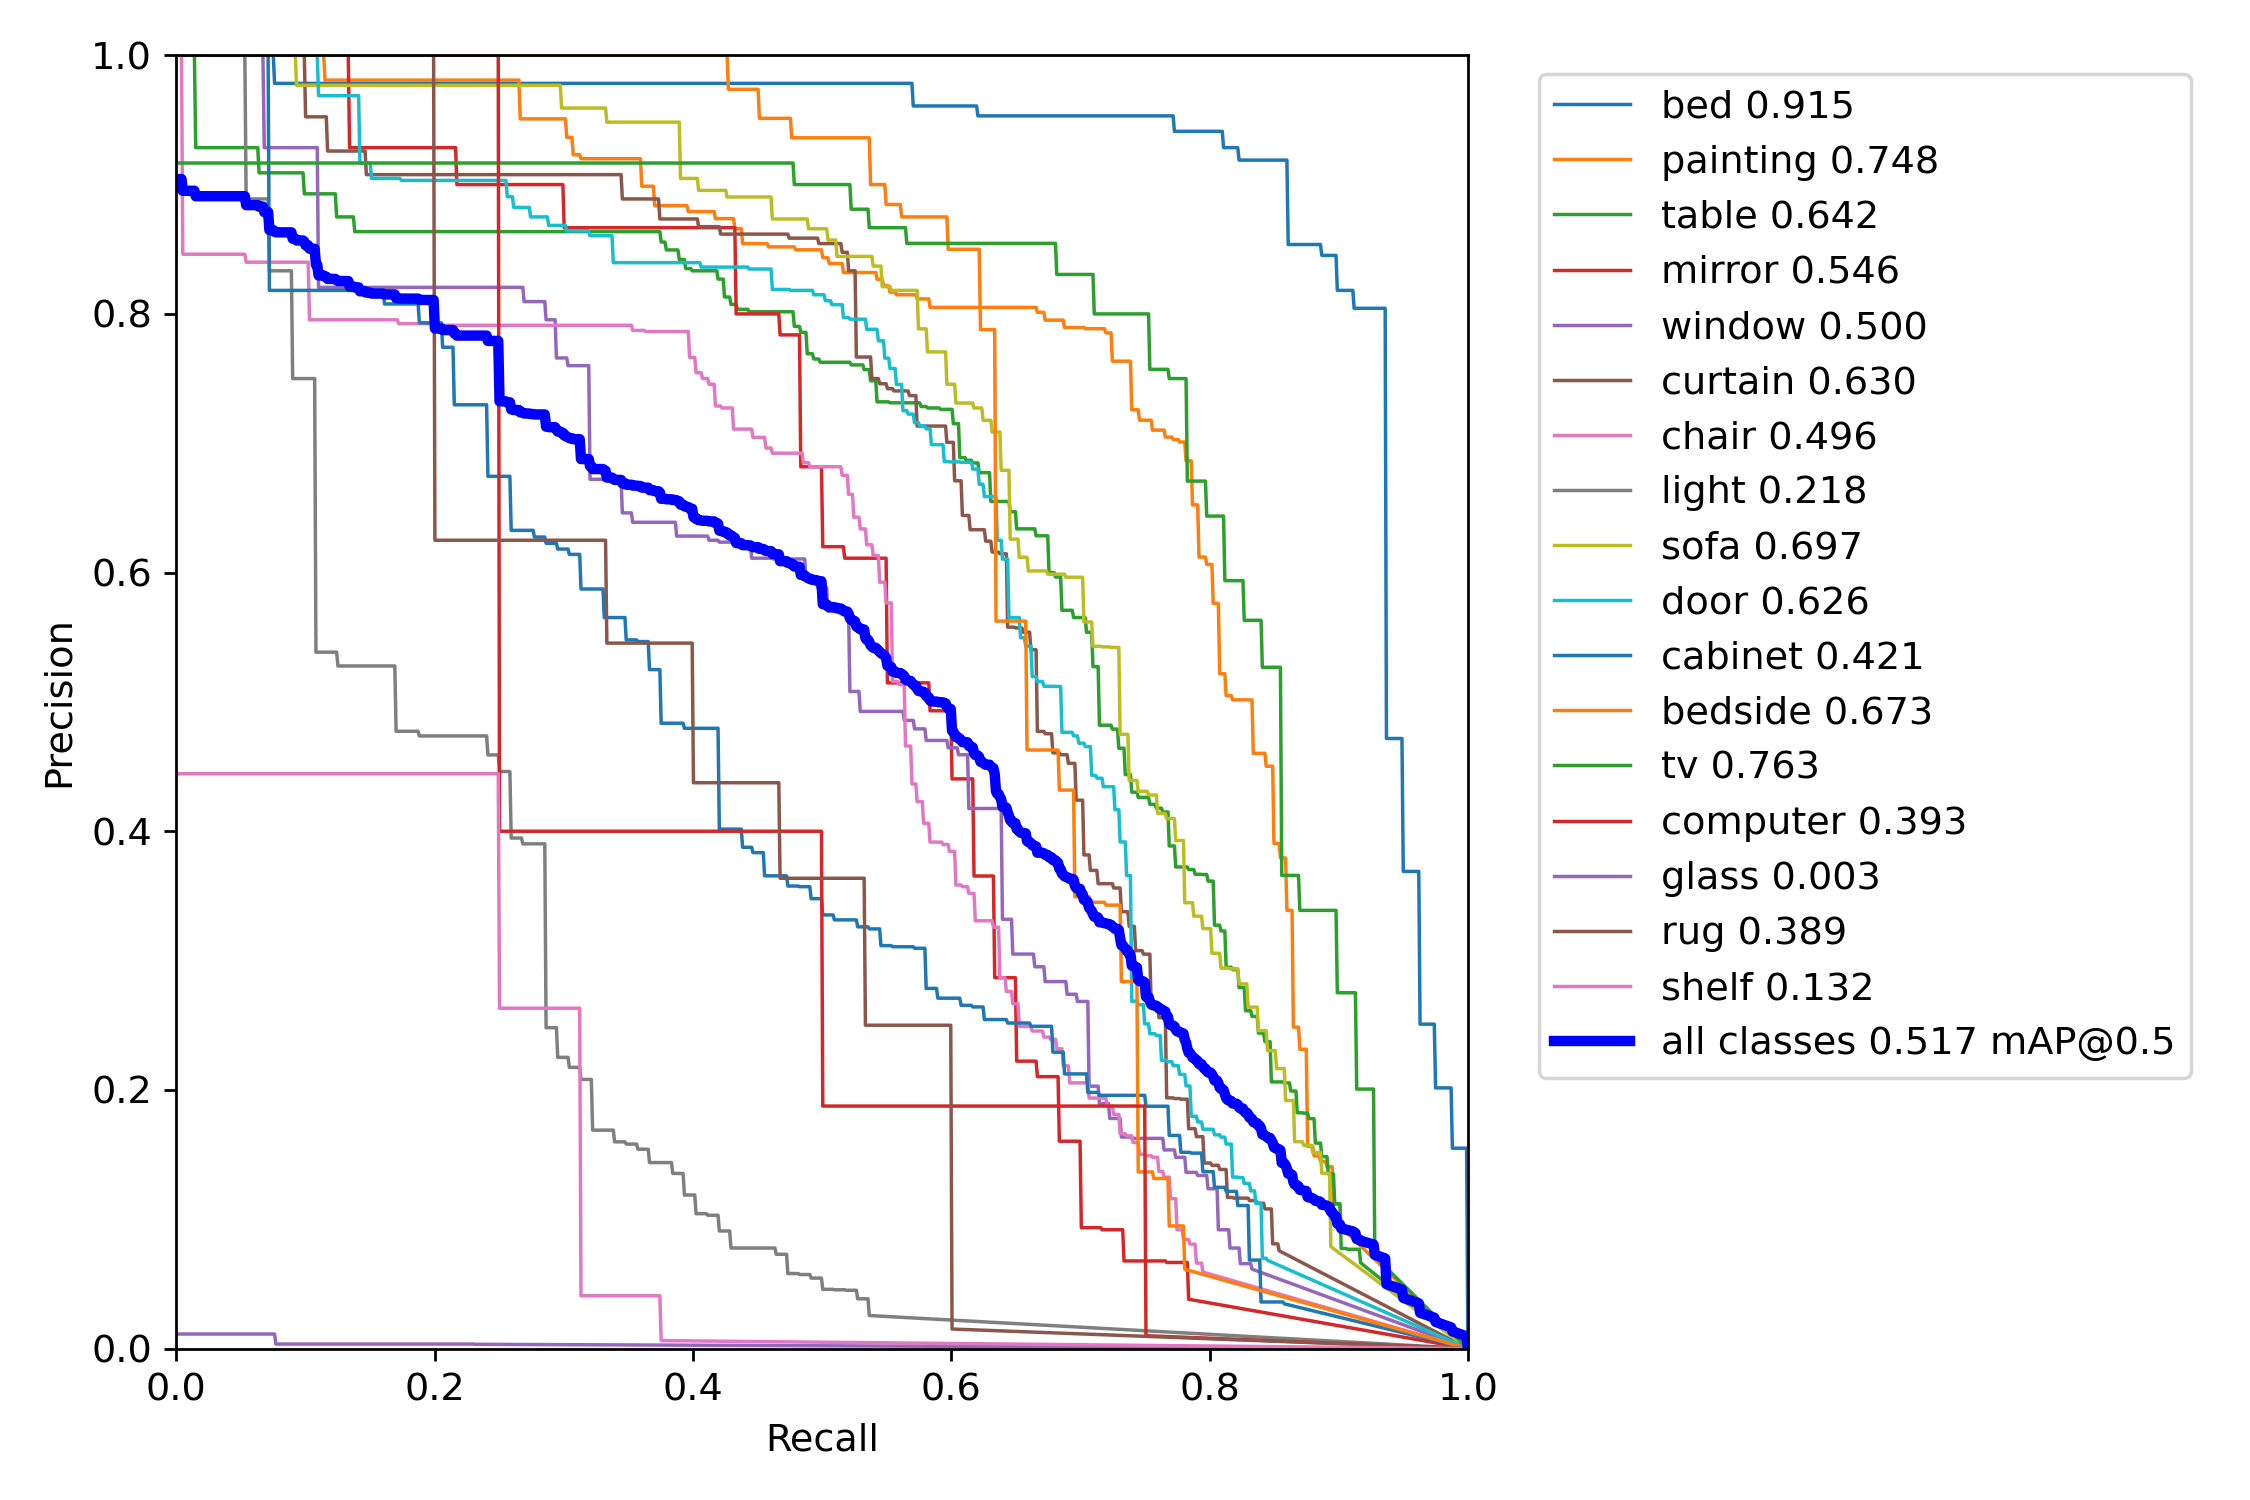 1.0
0.8
0.6
0.4
0.2
0.0
Precision
0.0 0.2 0.4 0.6 0.8 1.0
Recall
bed 0.915
painting 0.748
table 0.642
mirror 0.546
window 0.500
curtain 0.630
chair 0.496
light 0.218
sofa 0.697
door 0.626
cabinet 0.421
bedside 0.673
tv 0.763
computer 0.393
glass 0.003
rug 0.389
shelf 0.132
all classes 0.517 mAP@0.5